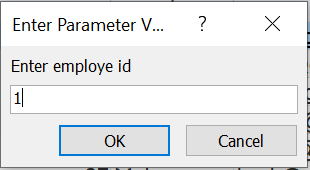 Enter Parameter V... ?
Enter employe id
1
OK Cancel